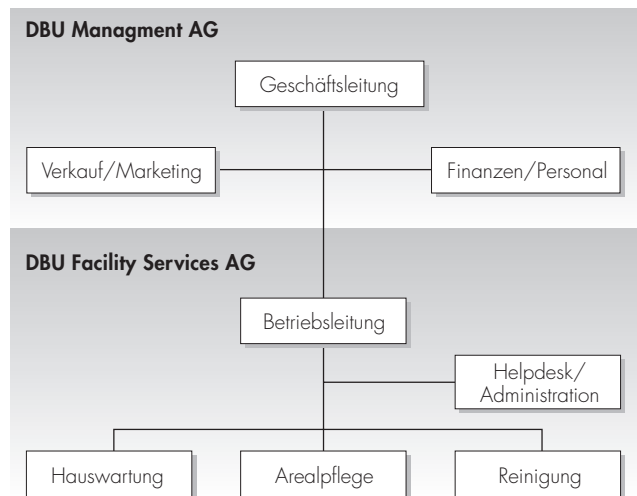 DBU Managment AG
Geschäftsleitung
Verkauf/Marketing
Finanzen/Personal
DBU Facility Services AG
Betriebsleitung
Helpdesk/
Administration
Hauswartung
Arealpflege
Reinigung